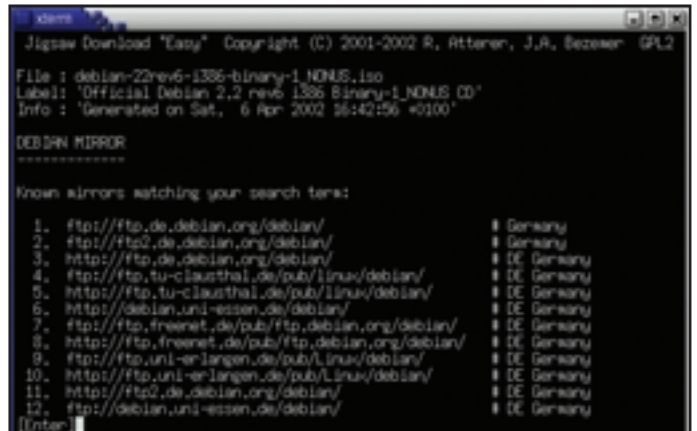 xterm
Jigsaw Download "Easy" Copyright (C) 2001-2002 R. Atterer, J.A. Bezemer GPL2
File : debian-22rev6-i386-binary-1_NONUS.iso
Label: 'Official Debian 2.2 rev6 i386 Binary-1_NONUS CD'
Info : 'Generated on Sat, 6 Apr 2002 16:42:56 +0100'
DEBIAN MIRROR
-------------
Known mirrors matching your search term:
1. ftp://ftp.de.debian.org/debian/ # Germany
2. ftp://ftp2.de.debian.org/debian/ # Germany
3. http://ftp.de.debian.org/debian/ # DE Germany
4. ftp://ftp.tu-clausthal.de/pub/linux/debian/ # DE Germany
5. http://ftp.tu-clausthal.de/pub/linux/debian/ # DE Germany
6. http://debian.uni-essen.de/debian/ # DE Germany
7. ftp://ftp.freenet.de/pub/ftp.debian.org/debian/ # DE Germany
8. http://ftp.freenet.de/pub/ftp.debian.org/debian/ # DE Germany
9. ftp://ftp.uni-erlangen.de/pub/Linux/debian/ # DE Germany
10. http://ftp.uni-erlangen.de/pub/Linux/debian/ # DE Germany
11. http://ftp2.de.debian.org/debian/ # DE Germany
12. ftp://debian.uni-essen.de/debian/ # DE Germany
[Enter]